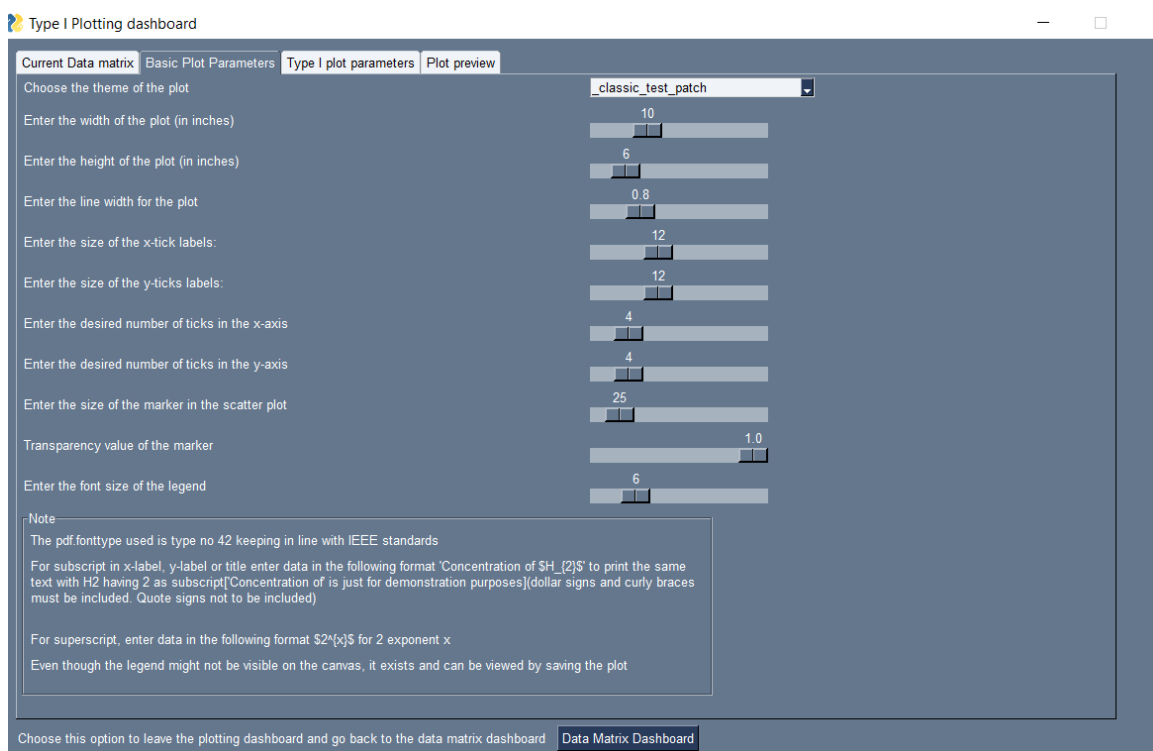 Type I Plotting dashboard
Current Data matrix Basic Plot Parameters Type I plot parameters Plot preview
Choose the theme of the plot _classic_test_patch
Enter the width of the plot (in inches) 10
Enter the height of the plot (in inches) 6
Enter the line width for the plot 0.8
Enter the size of the x-tick labels: 12
Enter the size of the y-ticks labels: 12
Enter the desired number of ticks in the x-axis 4
Enter the desired number of ticks in the y-axis 4
Enter the size of the marker in the scatter plot 25
Transparency value of the marker 1.0
Enter the font size of the legend 6
Note
The pdf.fonttype used is type no 42 keeping in line with IEEE standards
For subscript in x-label, y-label or title enter data in the following format 'Concentration of $H_{2}$' to print the same
text with H2 having 2 as subscript['Concentration of' is just for demonstration purposes](dollar signs and curly braces
must be included. Quote signs not to be included)
For superscript, enter data in the following format $2^{x}$ for 2 exponent x
Even though the legend might not be visible on the canvas, it exists and can be viewed by saving the plot
Choose this option to leave the plotting dashboard and go back to the data matrix dashboard Data Matrix Dashboard